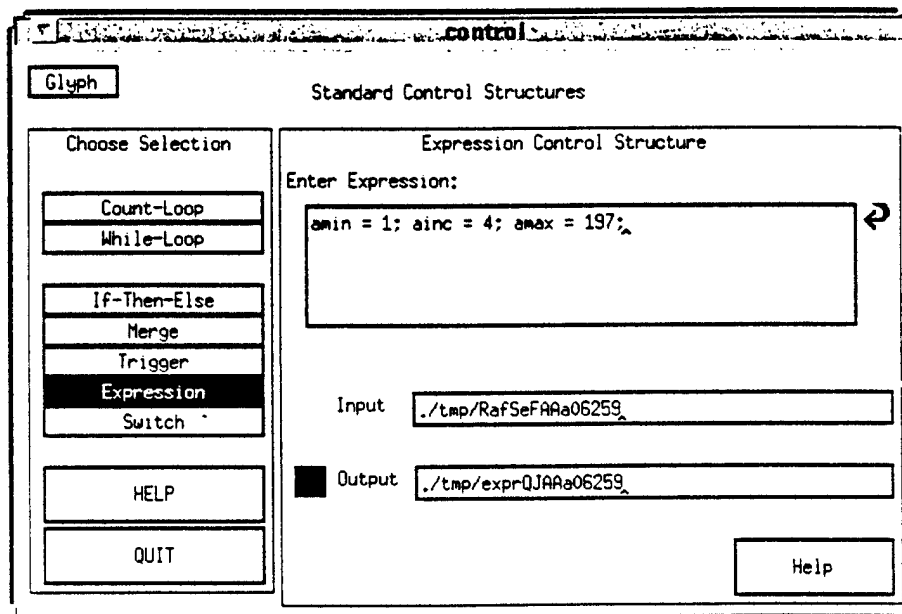 control
Glyph
Standard Control Structures
Choose Selection
Count-Loop
While-Loop
If-Then-Else
Merge
Trigger
Expression
Switch
HELP
QUIT
Expression Control Structure
Enter Expression:
amin = 1; ainc = 4; amax = 197;
Input ./tmp/RafSeFAAa06259
Output ./tmp/exprQJAAa06259
Help